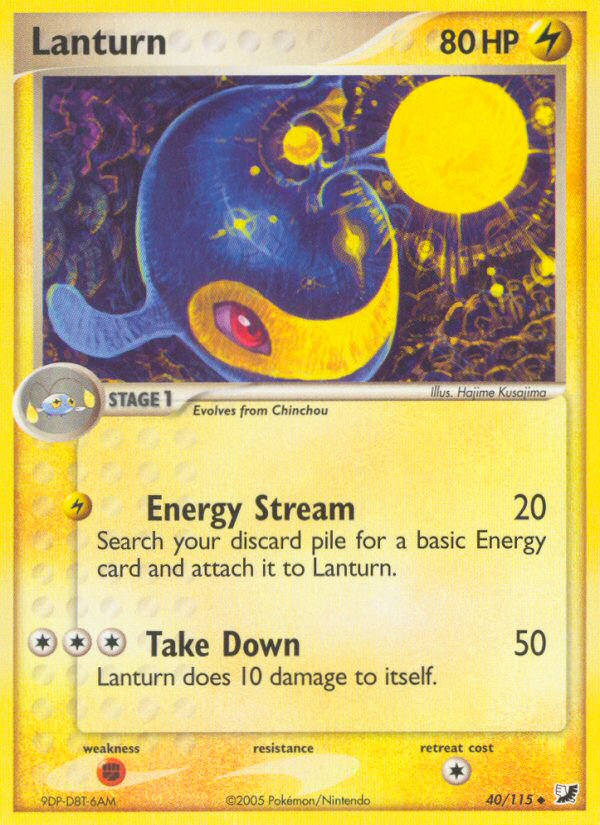 Lanturn 80 HP
Illus. Hajime Kusajima
STAGE 1
Evolves from Chinchou
Energy Stream 20
Search your discard pile for a basic Energy
card and attach it to Lanturn.
Take Down 50
Lanturn does 10 damage to itself.
weakness resistance retreat cost
9DP-D8T-6AM ©2005 Pokémon/Nintendo 40/115